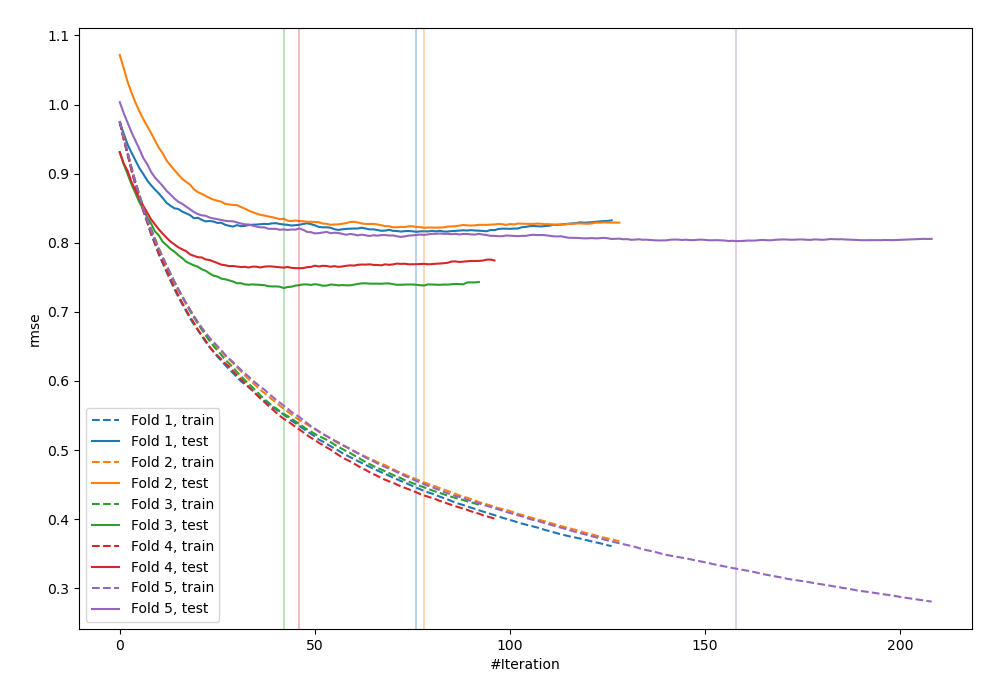 1.1
1.0
0.9
0.8
0.7
0.6
0.5
0.4
0.3
rmse
Fold 1, train
Fold 1, test
Fold 2, train
Fold 2, test
Fold 3, train
Fold 3, test
Fold 4, train
Fold 4, test
Fold 5, train
Fold 5, test
0 50 100 150 200
#Iteration